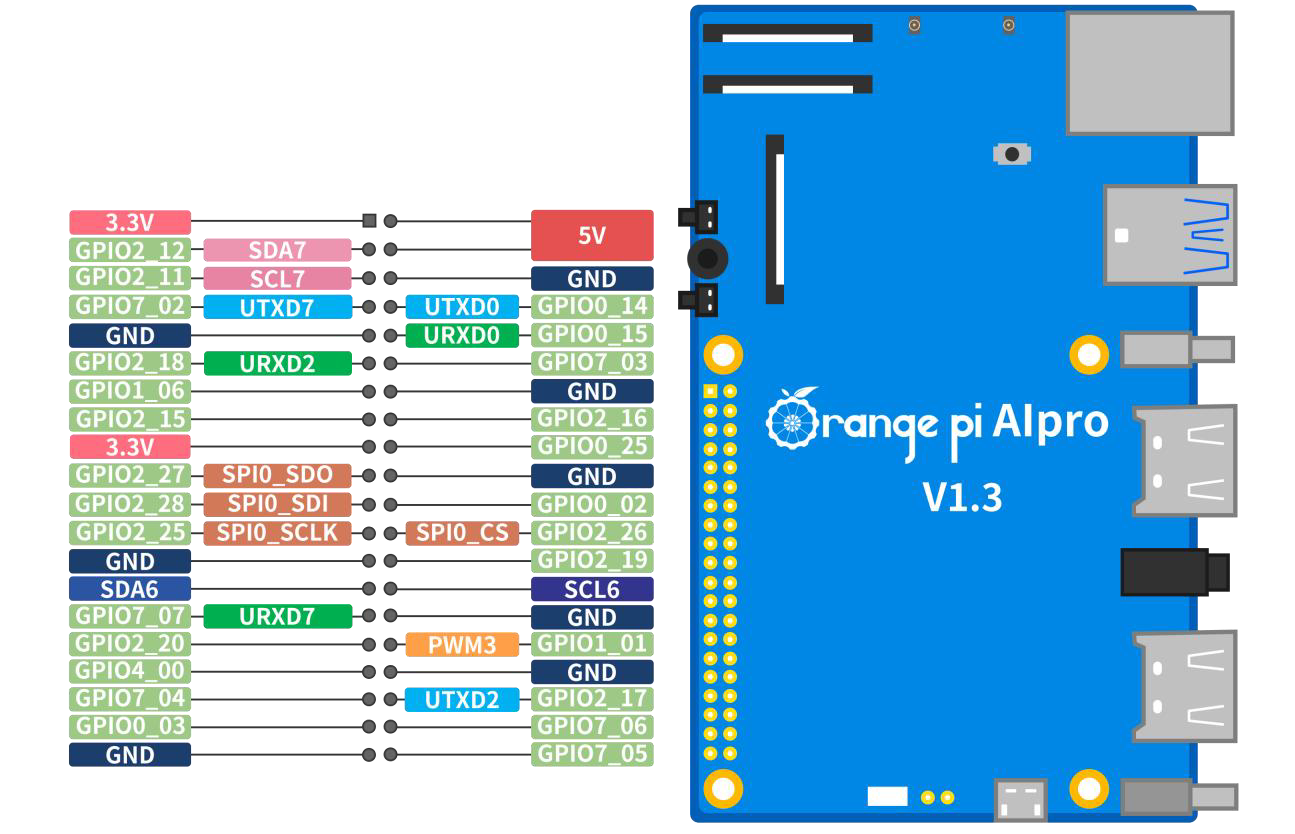 3.3V 5V
GPIO2_12 SDA7
GPIO2_11 SCL7 GND
GPIO7_02 UTXD7 UTXD0 GPIO0_14
GND URXD0 GPIO0_15
GPIO2_18 URXD2 GPIO7_03
GPIO1_06 GND
GPIO2_15 GPIO2_16
3.3V GPIO0_25
GPIO2_27 SPI0_SDO GND
GPIO2_28 SPI0_SDI GPIO0_02
GPIO2_25 SPI0_SCLK SPI0_CS GPIO2_26
GND GPIO2_19
SDA6 SCL6
GPIO7_07 URXD7 GND
GPIO2_20 PWM3 GPIO1_01
GPIO4_00 GND
GPIO7_04 UTXD2 GPIO2_17
GPIO0_03 GPIO7_06
GND GPIO7_05
Orange pi AIpro
V1.3